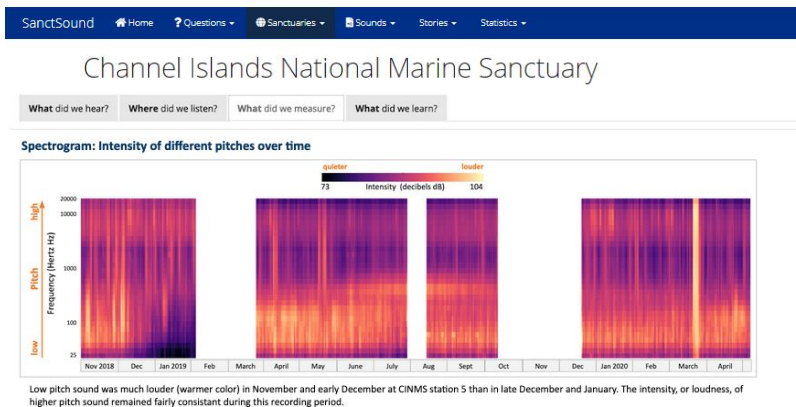 SanctSound Home Questions Sanctuaries Sounds Stories Statistics
Channel Islands National Marine Sanctuary
What did we hear? Where did we listen? What did we measure? What did we learn?
Spectrogram: Intensity of different pitches over time
quieter louder
73 Intensity (decibels dB) 104
high
Pitch
low
Frequency (Hertz Hz)
20000
10000
1000
100
25
Nov 2018 Dec Jan 2019 Feb March April May June July Aug Sept Oct Nov Dec Jan 2020 Feb March April
Low pitch sound was much louder (warmer color) in November and early December at CINMS station 5 than in late December and January. The intensity, or loudness, of
higher pitch sound remained fairly consistant during this recording period.